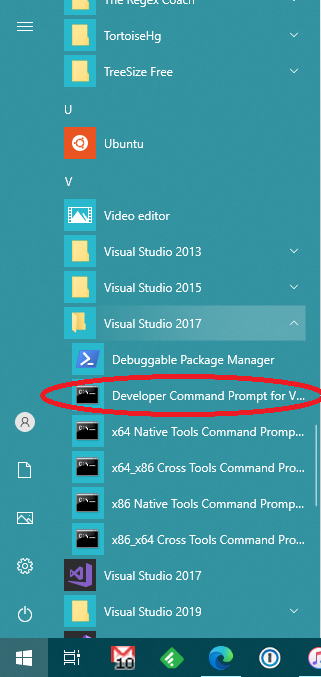 The Regex Coach
TortoiseHg
TreeSize Free
U
Ubuntu
V
Video editor
Visual Studio 2013
Visual Studio 2015
Visual Studio 2017
Debuggable Package Manager
Developer Command Prompt for V...
x64 Native Tools Command Promp...
x64_x86 Cross Tools Command Pro...
x86 Native Tools Command Promp...
x86_x64 Cross Tools Command Pro...
Visual Studio 2017
Visual Studio 2019
10